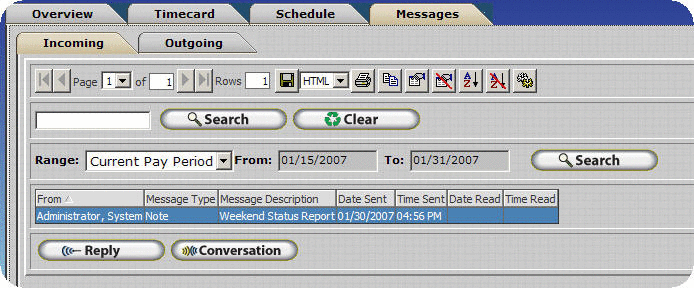 Overview Timecard Schedule Messages
Incoming Outgoing
Page 1 of 1 Rows 1 HTML
Search Clear
Range: Current Pay Period From: 01/15/2007 To: 01/31/2007 Search
From Message Type Message Description Date Sent Time Sent Date Read Time Read
Administrator, System Note Weekend Status Report 01/30/2007 04:56 PM
Reply Conversation